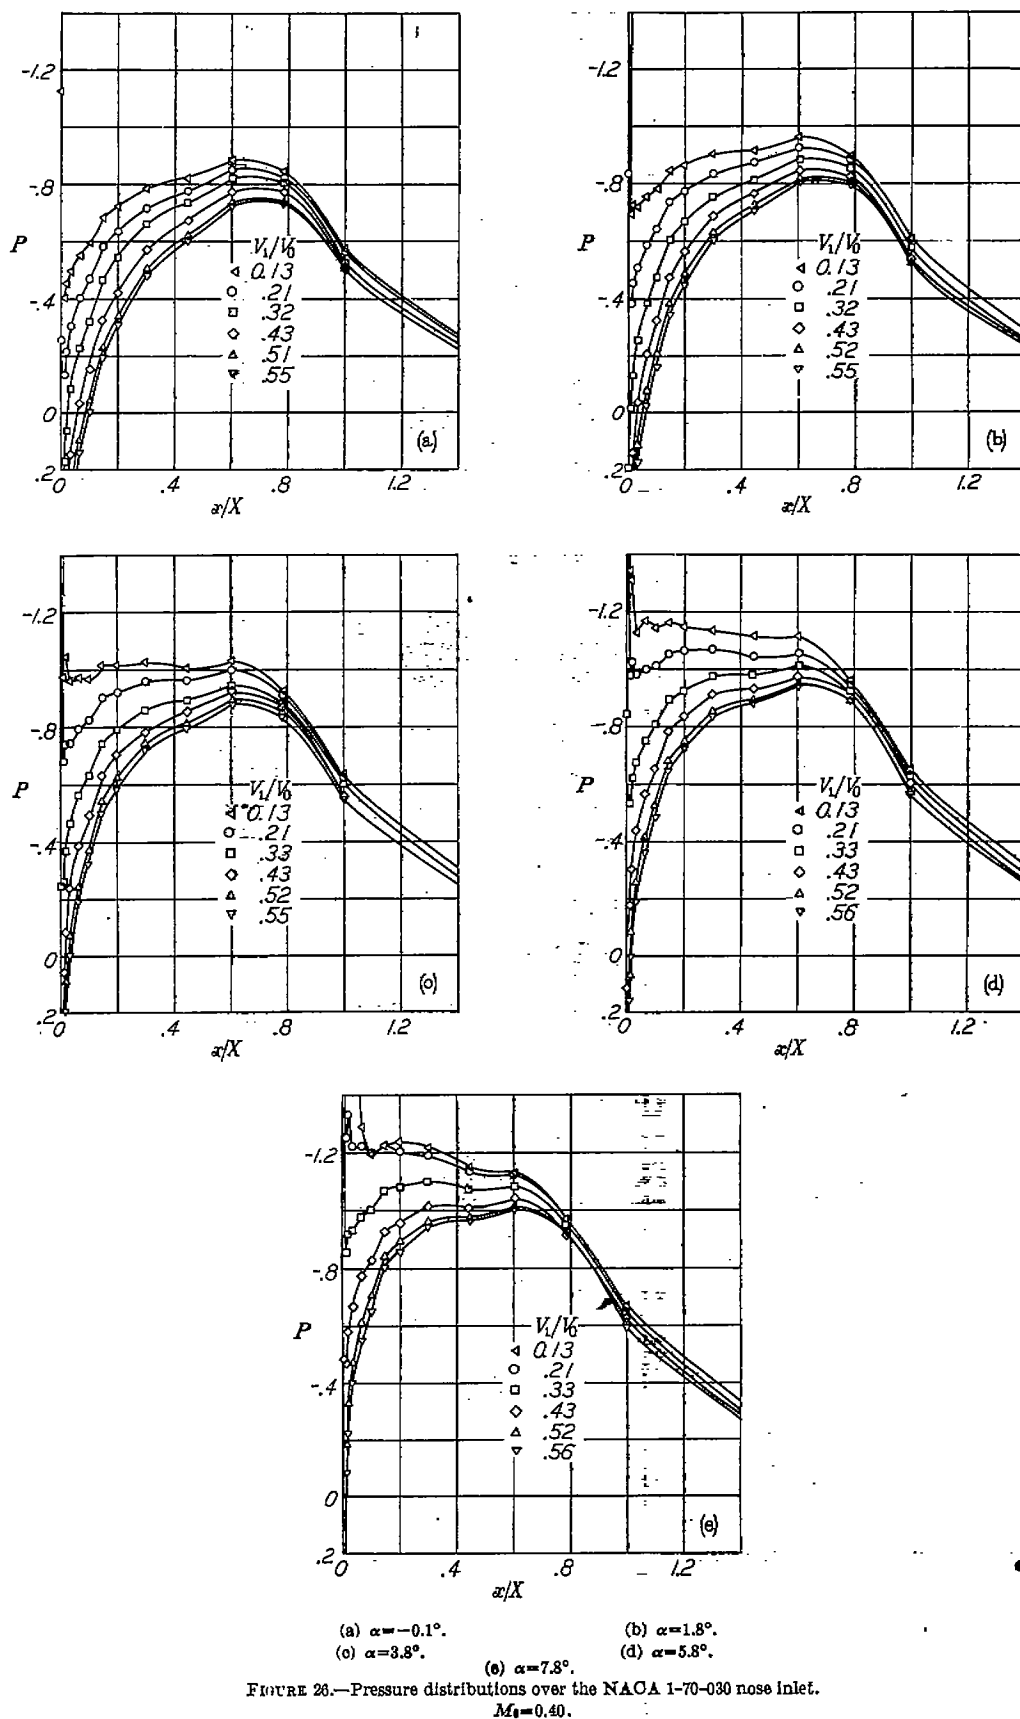 -1.2
-.8
P
-.4
0
.2
0 .4 .8 1.2
x/X
V₁/V₀
0.13
.21
.32
.43
.51
.55
(a)
-1.2
-.8
P
-.4
0
.2
0 .4 .8 1.2
x/X
V₁/V₀
0.13
.21
.32
.43
.52
.55
(b)
-1.2
-.8
P
-.4
0
.2
0 .4 .8 1.2
x/X
V₁/V₀
0.13
.21
.33
.43
.52
.55
(c)
-1.2
-.8
P
-.4
0
.2
0 .4 .8 1.2
x/X
V₁/V₀
0.13
.21
.33
.43
.52
.56
(d)
-1.2
-.8
P
-.4
0
.2
0 .4 .8 1.2
x/X
V₁/V₀
0.13
.21
.33
.43
.52
.56
(e)
(a) α=−0.1°. (b) α=1.8°.
(c) α=3.8°. (d) α=5.8°.
(e) α=7.8°.
FIGURE 26.—Pressure distributions over the NACA 1-70-030 nose inlet.
M₀=0.40.